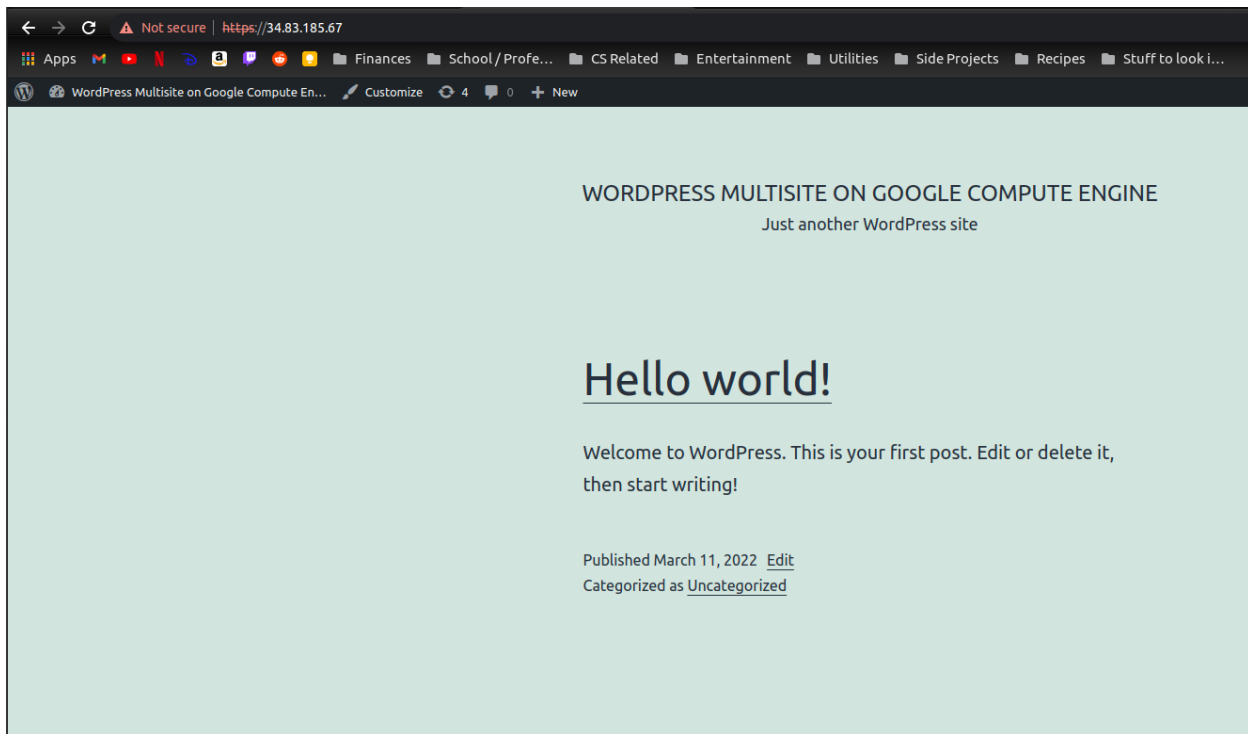 Not secure https://34.83.185.67
Apps Finances School / Profe... CS Related Entertainment Utilities Side Projects Recipes Stuff to look i...
WordPress Multisite on Google Compute En... Customize 4 0 New
WORDPRESS MULTISITE ON GOOGLE COMPUTE ENGINE
Just another WordPress site
Hello world!
Welcome to WordPress. This is your first post. Edit or delete it,
then start writing!
Published March 11, 2022 Edit
Categorized as Uncategorized